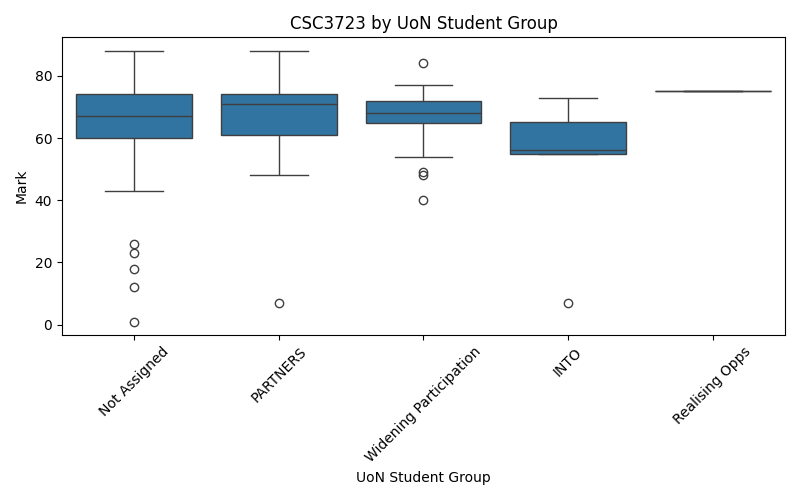 CSC3723 by UoN Student Group
Mark
80
60
40
20
0
Not Assigned
PARTNERS
Widening Participation
INTO
Realising Opps
UoN Student Group